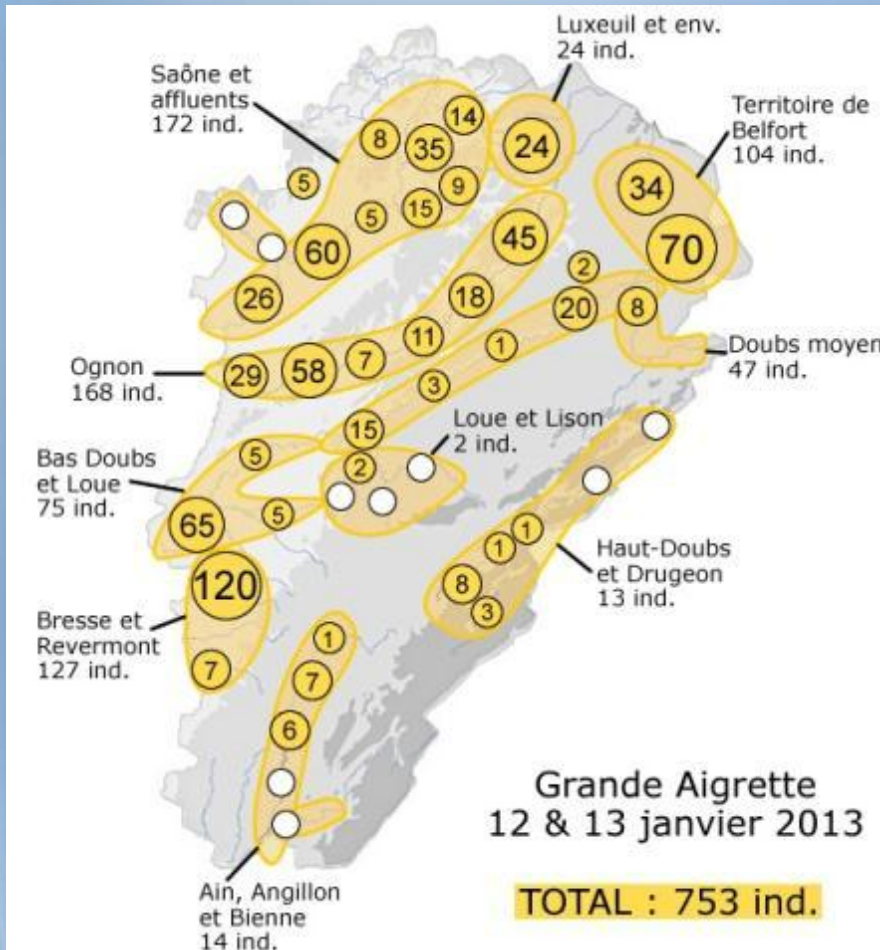 Luxeuil et env.
24 ind.
Saône et
affluents
172 ind.
Territoire de
Belfort
104 ind.
14
8
35
24
5
9
34
5
15
60
45
70
2
26
18
20
8
11
1
Doubs moyen
47 ind.
Ognon
168 ind.
29
58
7
3
15
Loue et Lison
2 ind.
2
Bas Doubs
et Loue
75 ind.
5
65
5
1
1
8
3
Haut-Doubs
et Drugeon
13 ind.
120
Bresse et
Revermont
127 ind.
7
1
7
6
Ain, Angillon
et Bienne
14 ind.
Grande Aigrette
12 & 13 janvier 2013
TOTAL : 753 ind.